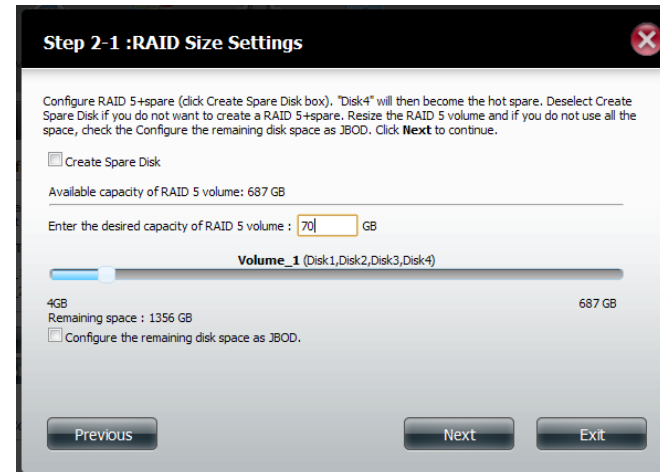 Step 2-1 :RAID Size Settings
Configure RAID 5+spare (click Create Spare Disk box). "Disk4" will then become the hot spare. Deselect Create
Spare Disk if you do not want to create a RAID 5+spare. Resize the RAID 5 volume and if you do not use all the
space, check the Configure the remaining disk space as JBOD. Click Next to continue.
Create Spare Disk
Available capacity of RAID 5 volume: 687 GB
Enter the desired capacity of RAID 5 volume : 70 GB
Volume_1 (Disk1,Disk2,Disk3,Disk4)
4GB 687 GB
Remaining space : 1356 GB
Configure the remaining disk space as JBOD.
Previous Next Exit